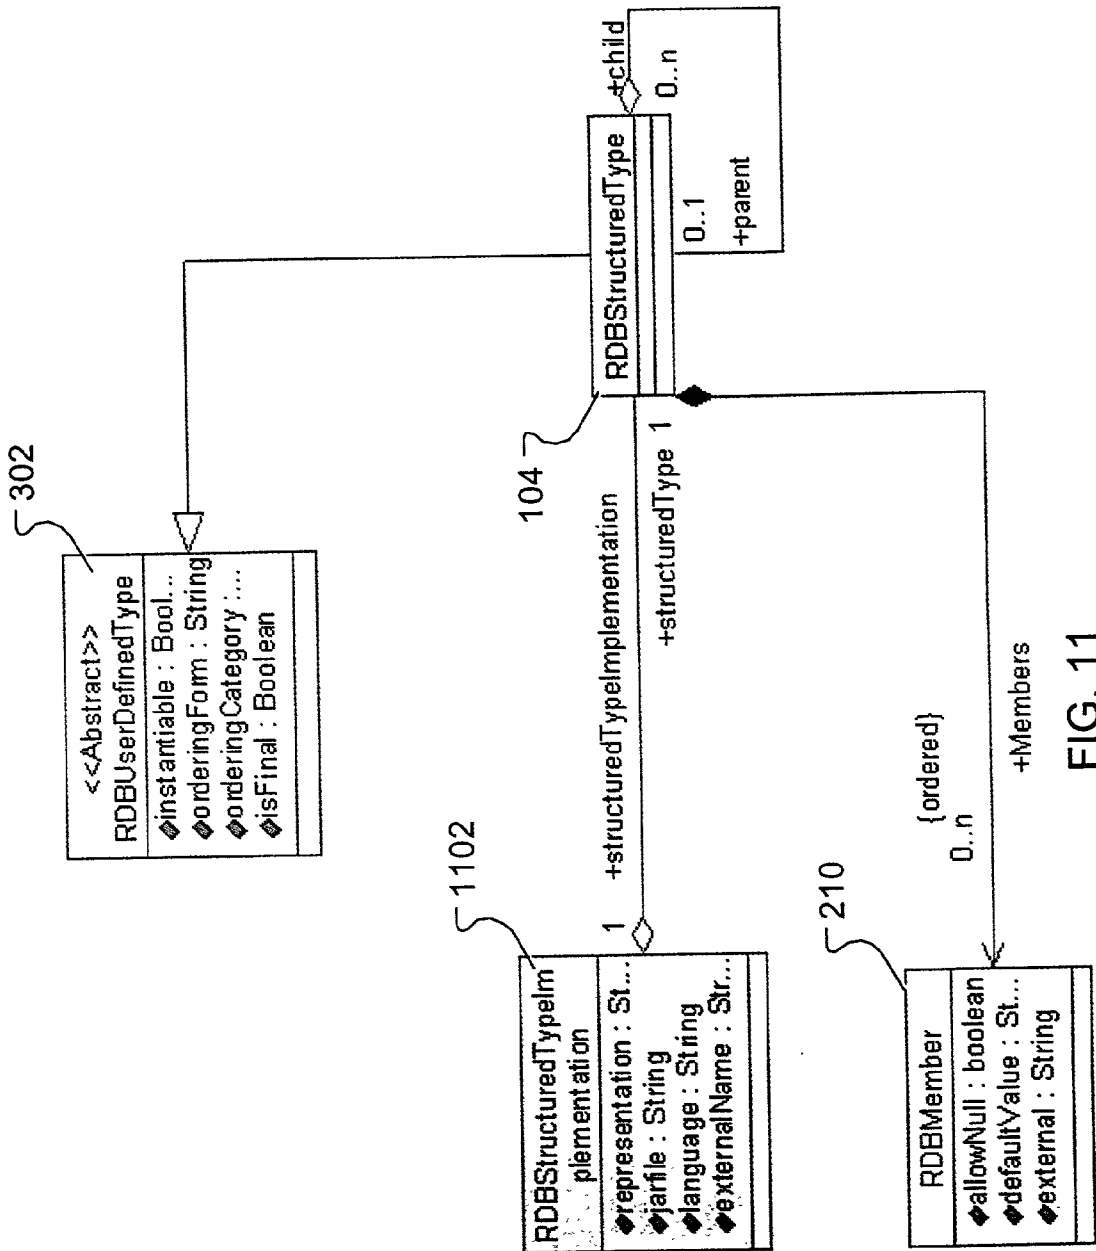 302
<<Abstract>>
RDBUserDefinedType
instantiable : Bool...
orderingForm : String
orderingCategory :....
isFinal : Boolean
1102
RDBStructuredTypeIm
plementation
representation : St...
jarfile : String
language : String
externalName : Str...
1
+structuredTypeImplementation
+structuredType
1
104
RDBStructuredType
+child
0..n
0..1
+parent
210
RDBMember
allowNull : boolean
defaultValue : St...
external : String
{ordered}
0..n
+Members
FIG. 11